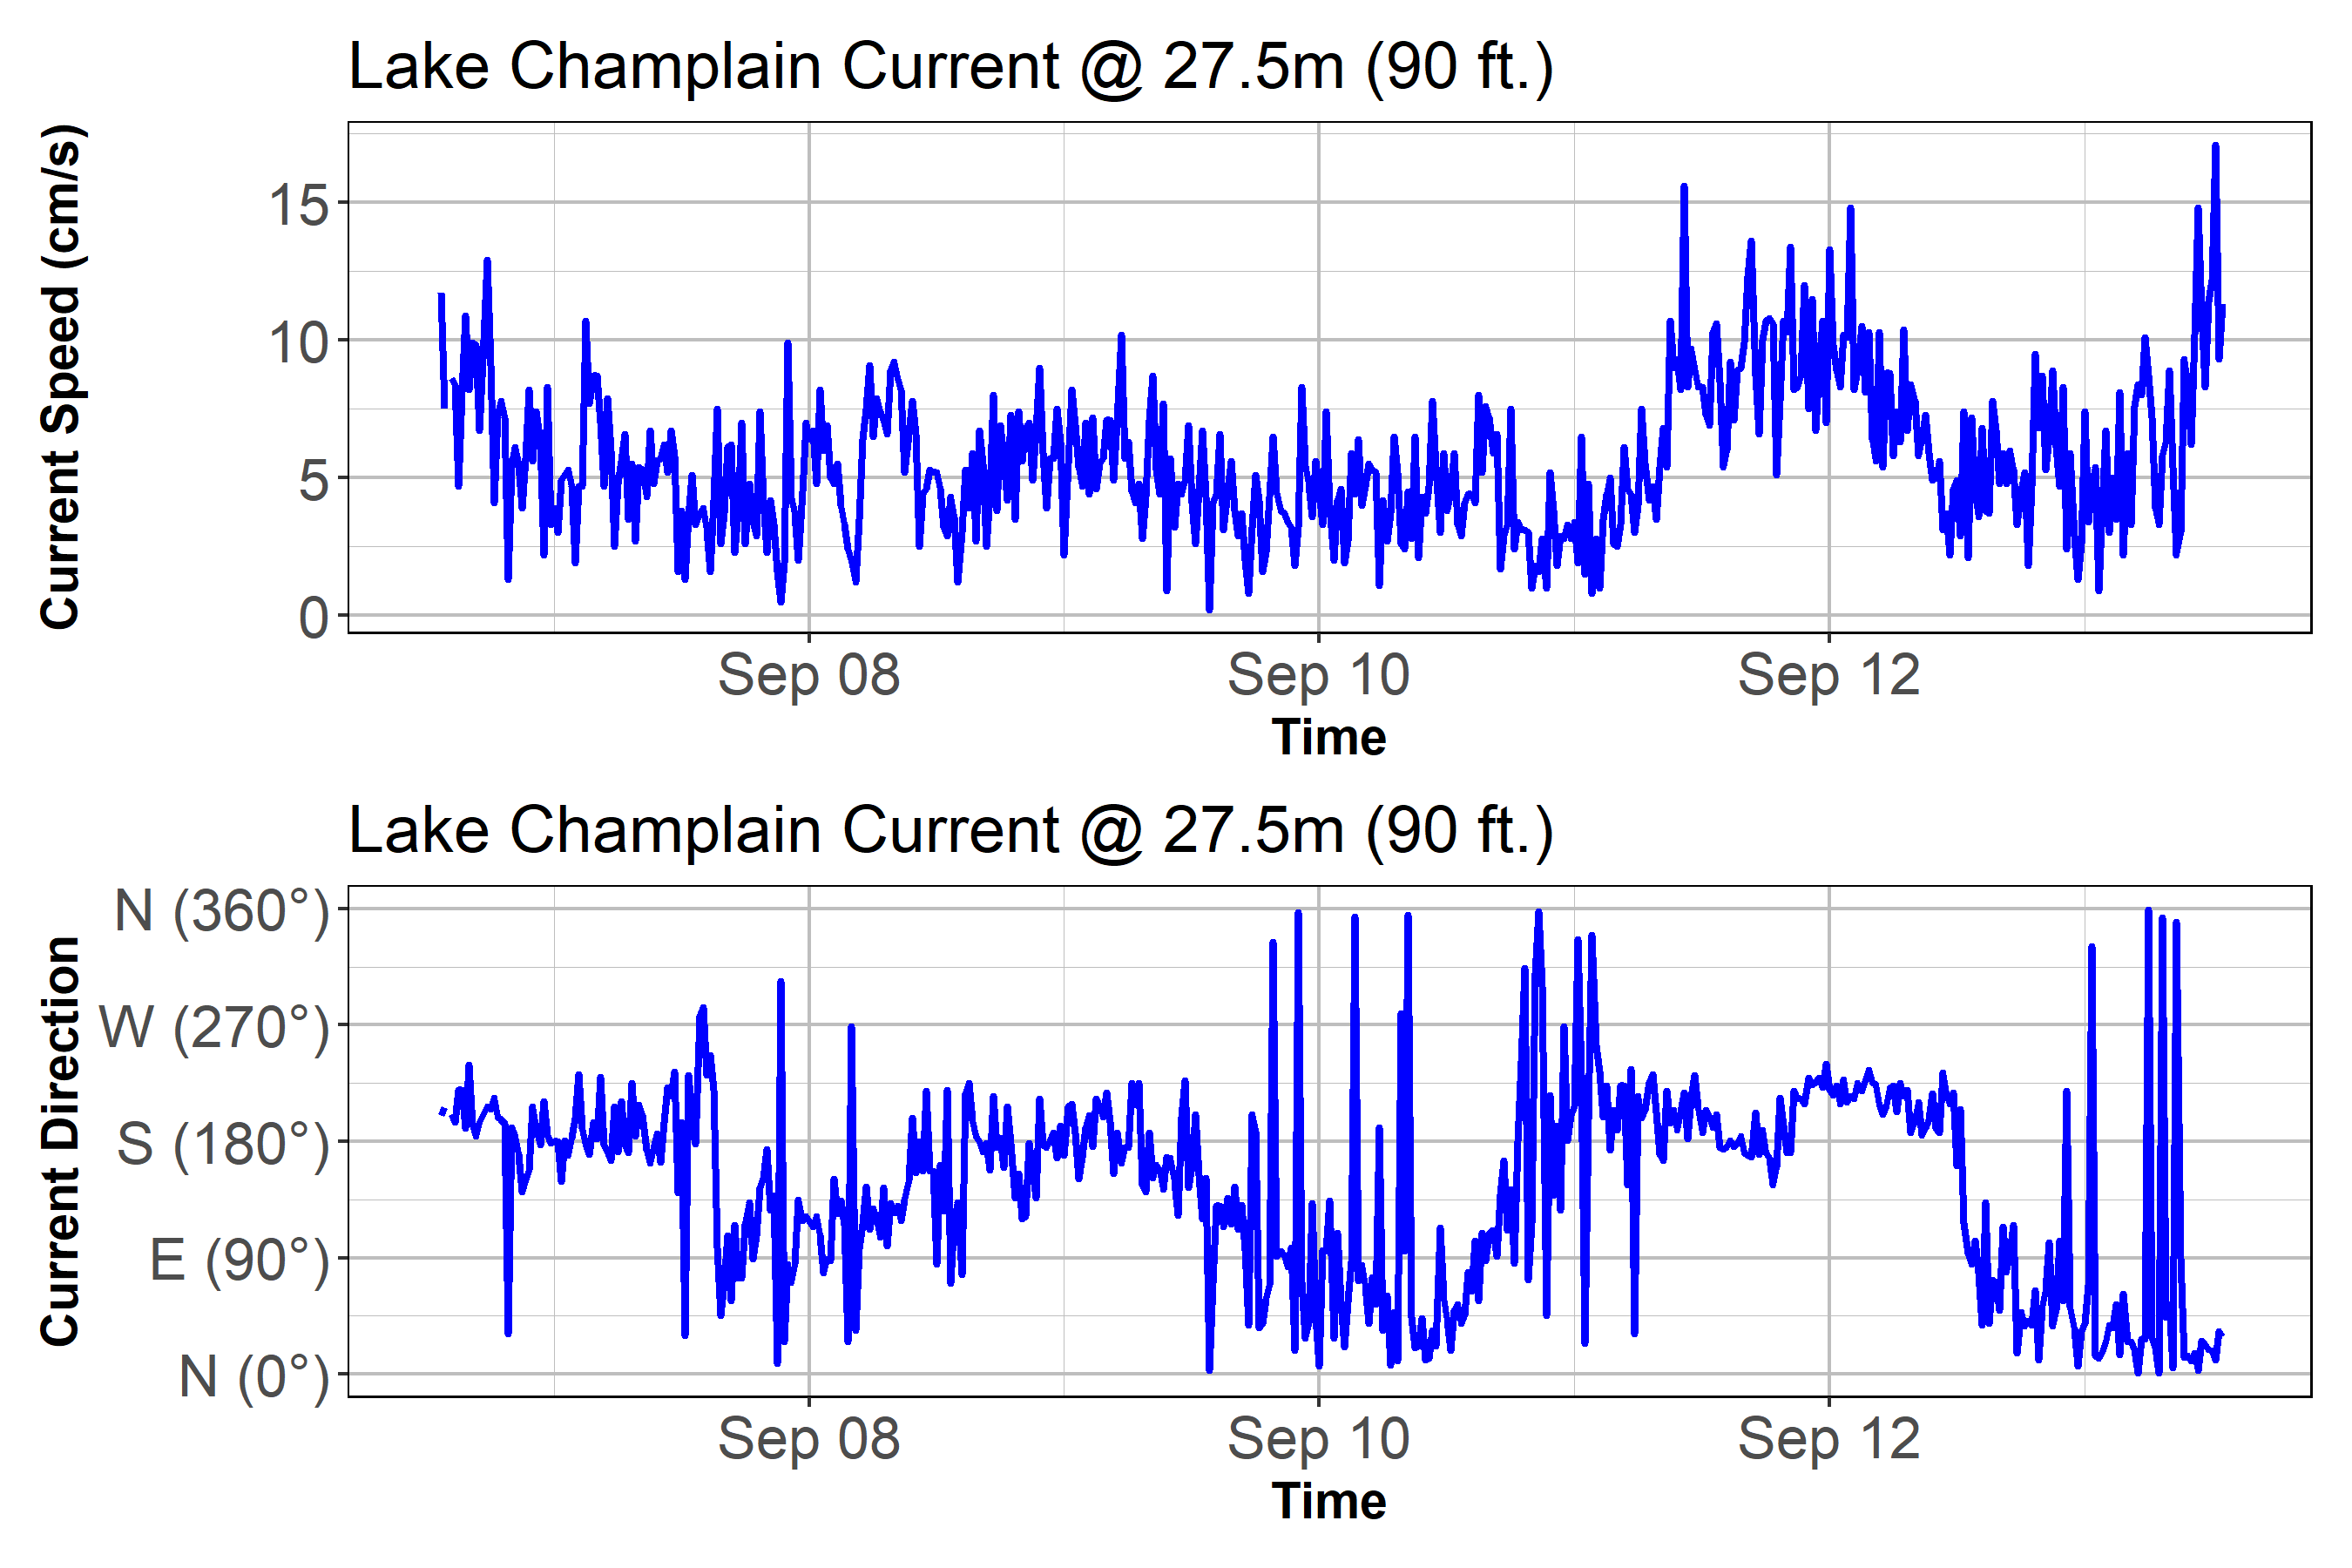 Lake Champlain Current @ 27.5m (90 ft.)
Current Speed (cm/s)
15
10
5
0
Sep 08 Sep 10 Sep 12
Time
Lake Champlain Current @ 27.5m (90 ft.)
Current Direction
N (360°)
W (270°)
S (180°)
E (90°)
N (0°)
Sep 08 Sep 10 Sep 12
Time